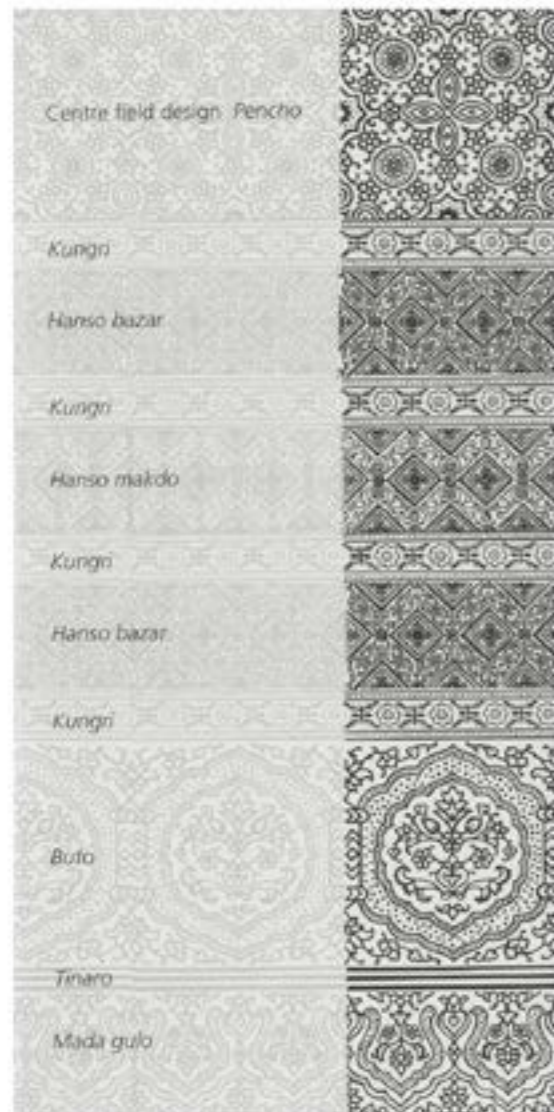 Centre field design Pencho
Kungri
Hanso bazar
Kungri
Hanso makdo
Kungri
Hanso bazar
Kungri
Buto
Tinaro
Mada gulo